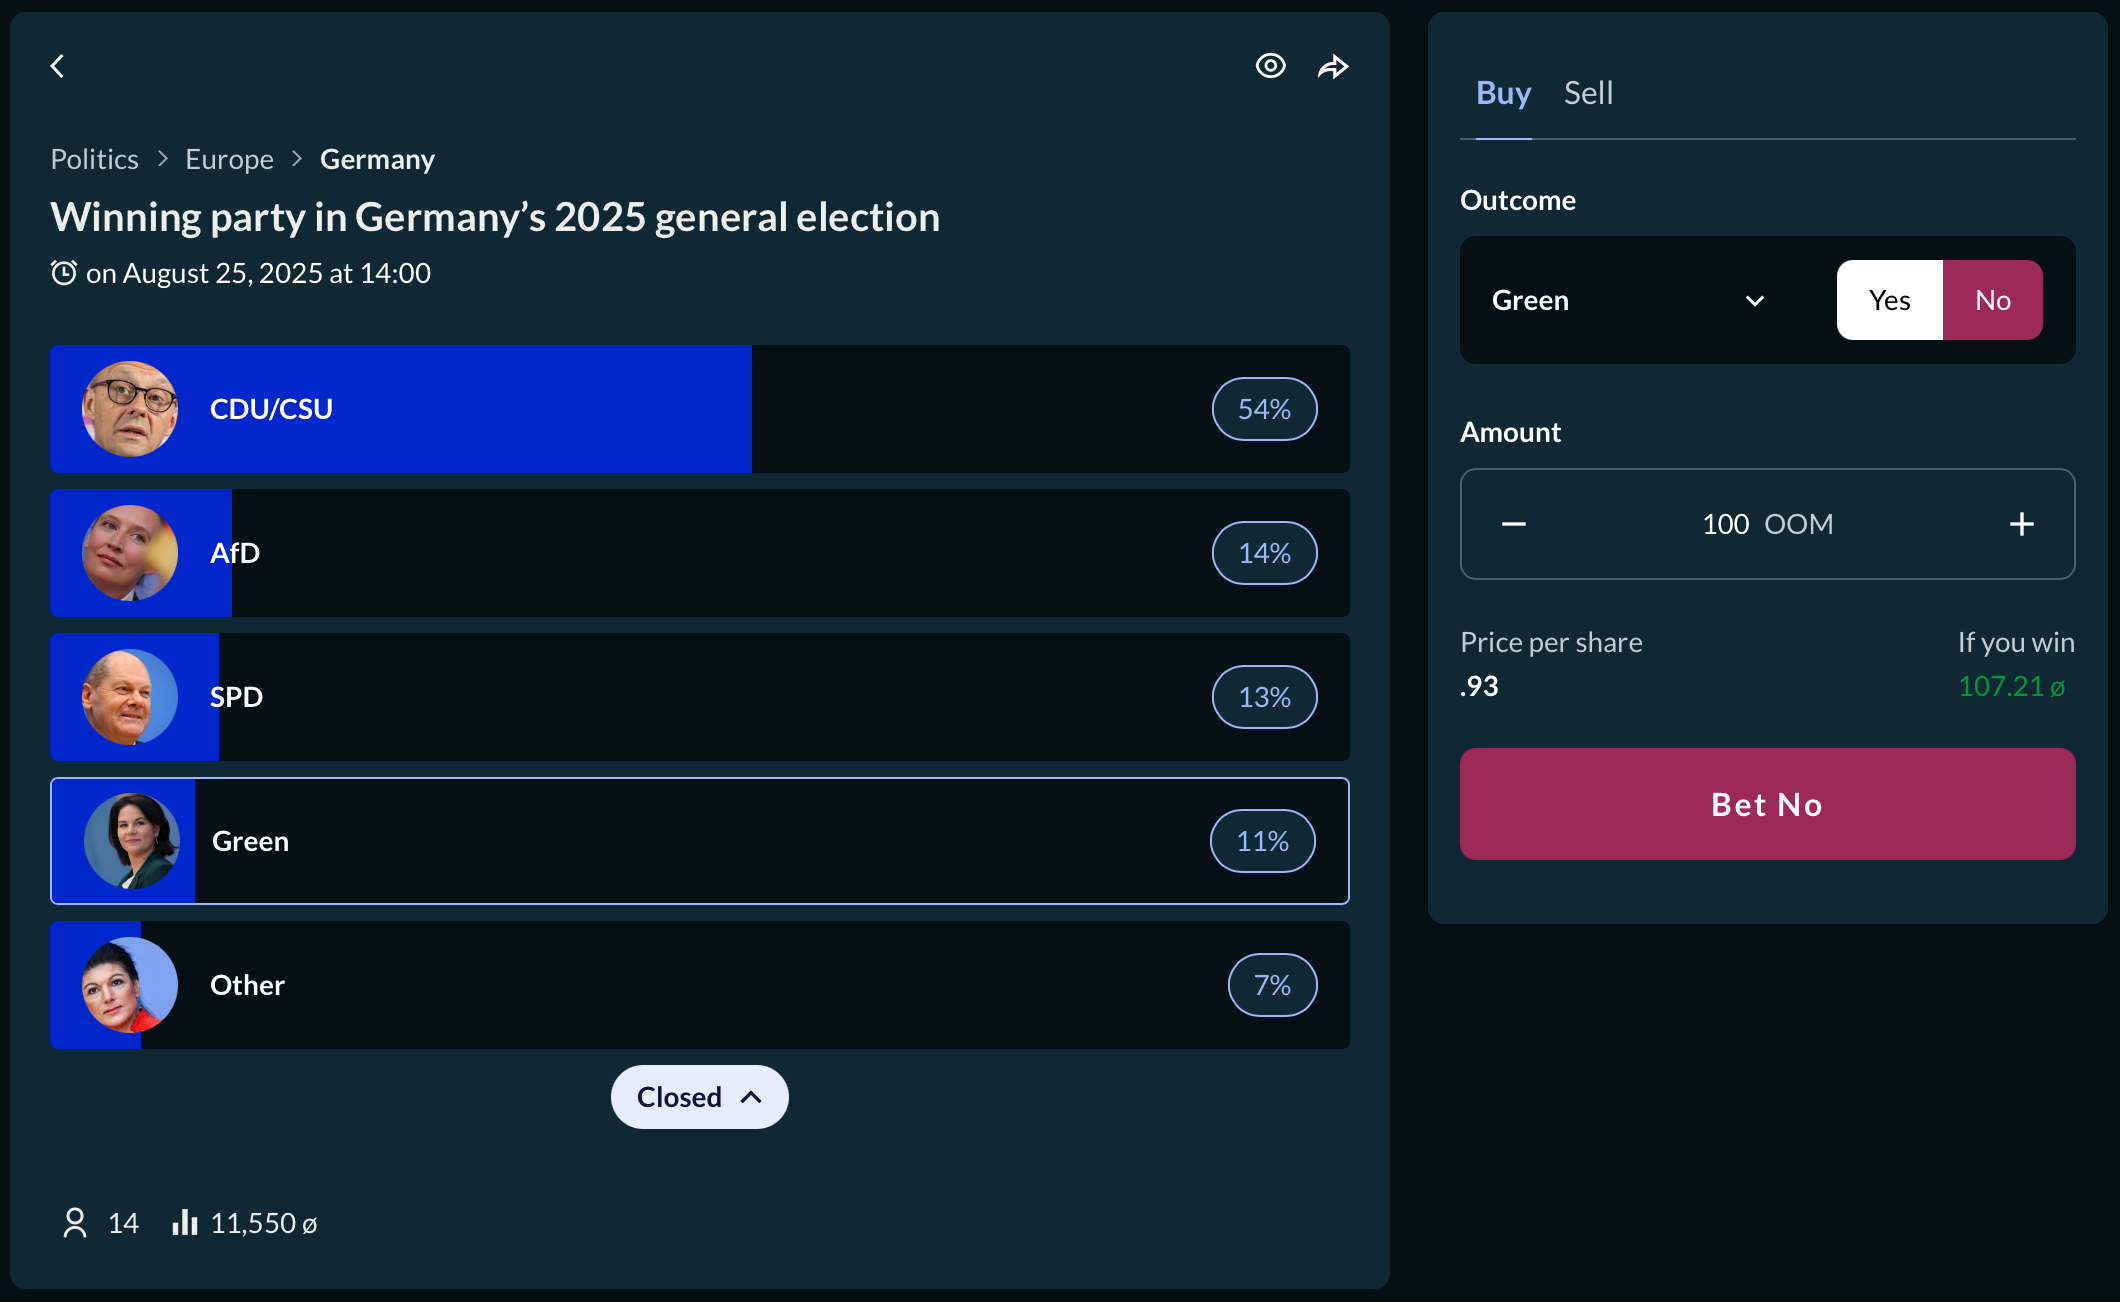 Politics > Europe > Germany
Winning party in Germany’s 2025 general election
on August 25, 2025 at 14:00
CDU/CSU 54%
AfD 14%
SPD 13%
Green 11%
Other 7%
Closed
14 11,550 ø
Buy Sell
Outcome
Green Yes No
Amount
− 100 OOM +
Price per share If you win
.93 107.21 ø
Bet No